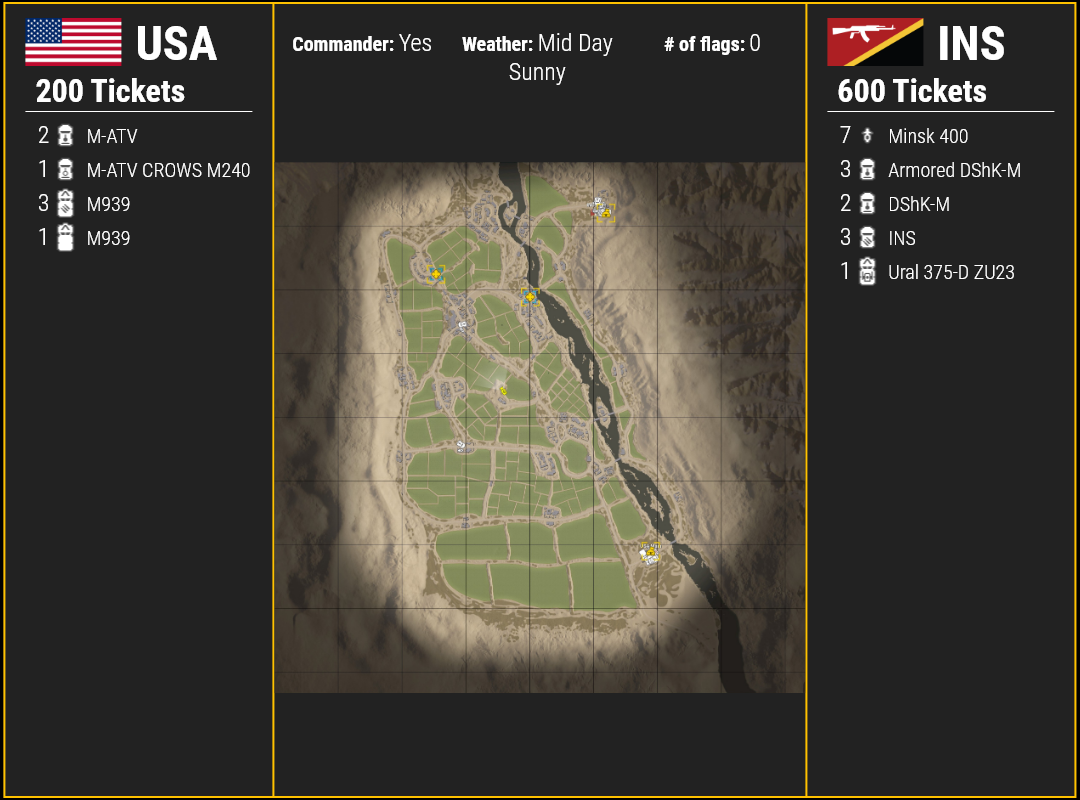 USA
200 Tickets
2 M-ATV
1 M-ATV CROWS M240
3 M939
1 M939
Commander: Yes
Weather: Mid Day
Sunny
# of flags: 0
INS
600 Tickets
7 Minsk 400
3 Armored DShK-M
2 DShK-M
3 INS
1 Ural 375-D ZU23